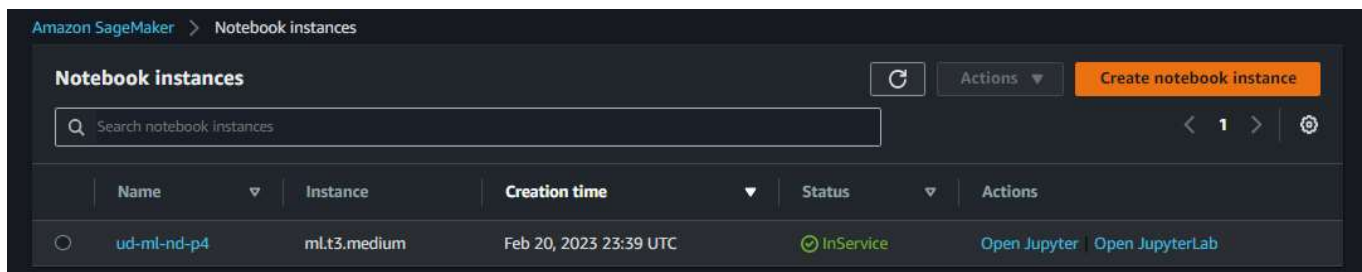 Amazon SageMaker > Notebook instances
Notebook instances
Actions
Create notebook instance
Search notebook instances
1
Name Instance Creation time Status Actions
ud-ml-nd-p4 ml.t3.medium Feb 20, 2023 23:39 UTC InService Open Jupyter Open JupyterLab